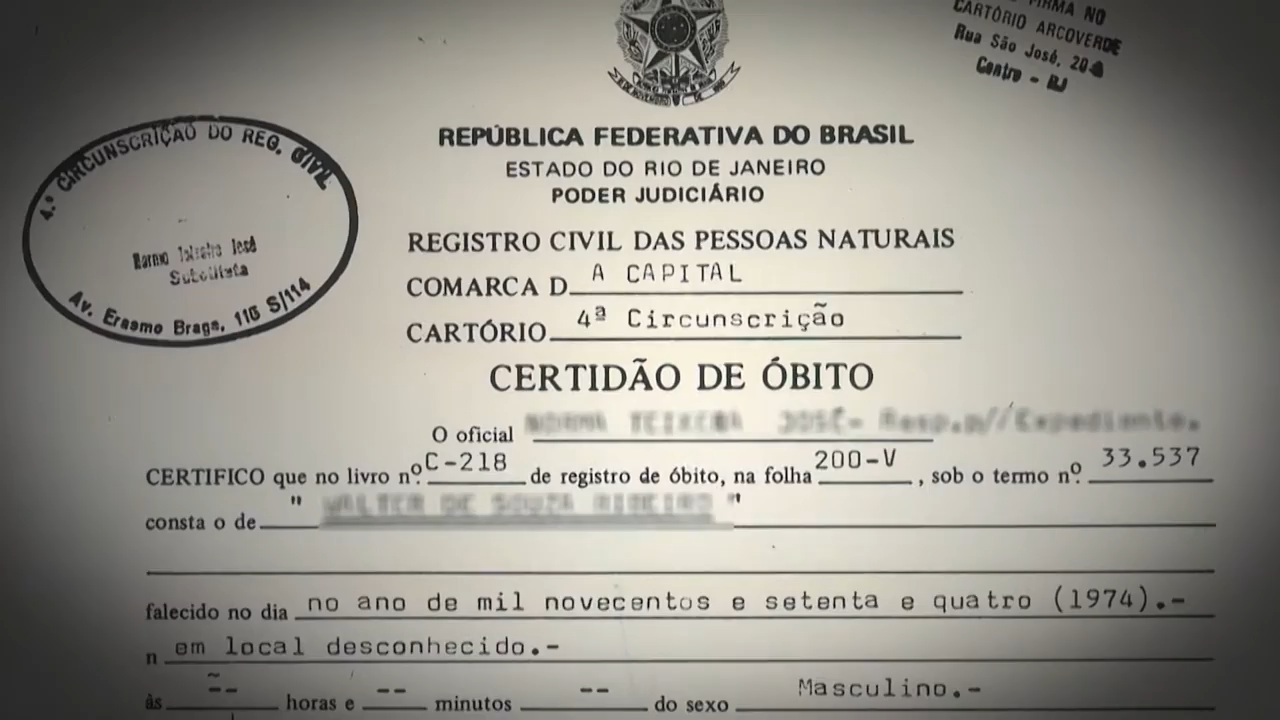 FIRMA NO
CARTÓRIO ARCOVERDE
Rua São José, 20
Centro - RJ
REPÚBLICA FEDERATIVA DO BRASIL
ESTADO DO RIO DE JANEIRO
PODER JUDICIÁRIO
4.ª CIRCUNSCRIÇÃO DO REG. CIVIL
Av. Erasmo Braga, 115 S/114
REGISTRO CIVIL DAS PESSOAS NATURAIS
COMARCA D A CAPITAL
CARTÓRIO 4ª Circunscrição
CERTIDÃO DE ÓBITO
O oficial
CERTIFICO que no livro nº C-218 de registro de óbito, na folha 200-V, sob o termo nº 33.537
consta o de " "
falecido no dia no ano de mil novecentos e setenta e quatro (1974).-
n em local desconhecido.-
às -- horas e -- minutos -- do sexo Masculino.-